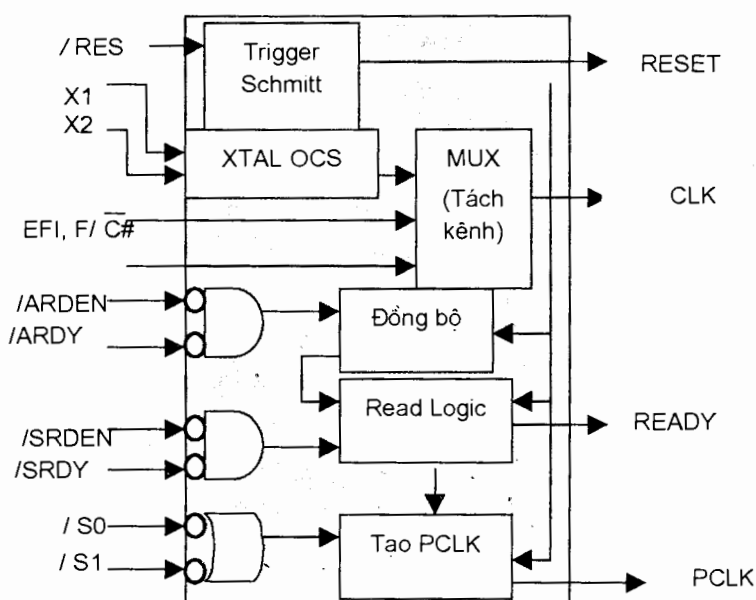 / RES
Trigger
Schmitt
RESET
X1
X2
XTAL OCS
MUX
(Tách
kênh)
CLK
EFI, F/ C̅#
/ARDEN
/ARDY
Đồng bộ
Read Logic
READY
/SRDEN
/SRDY
/ S0
/ S1
Tao PCLK
PCLK